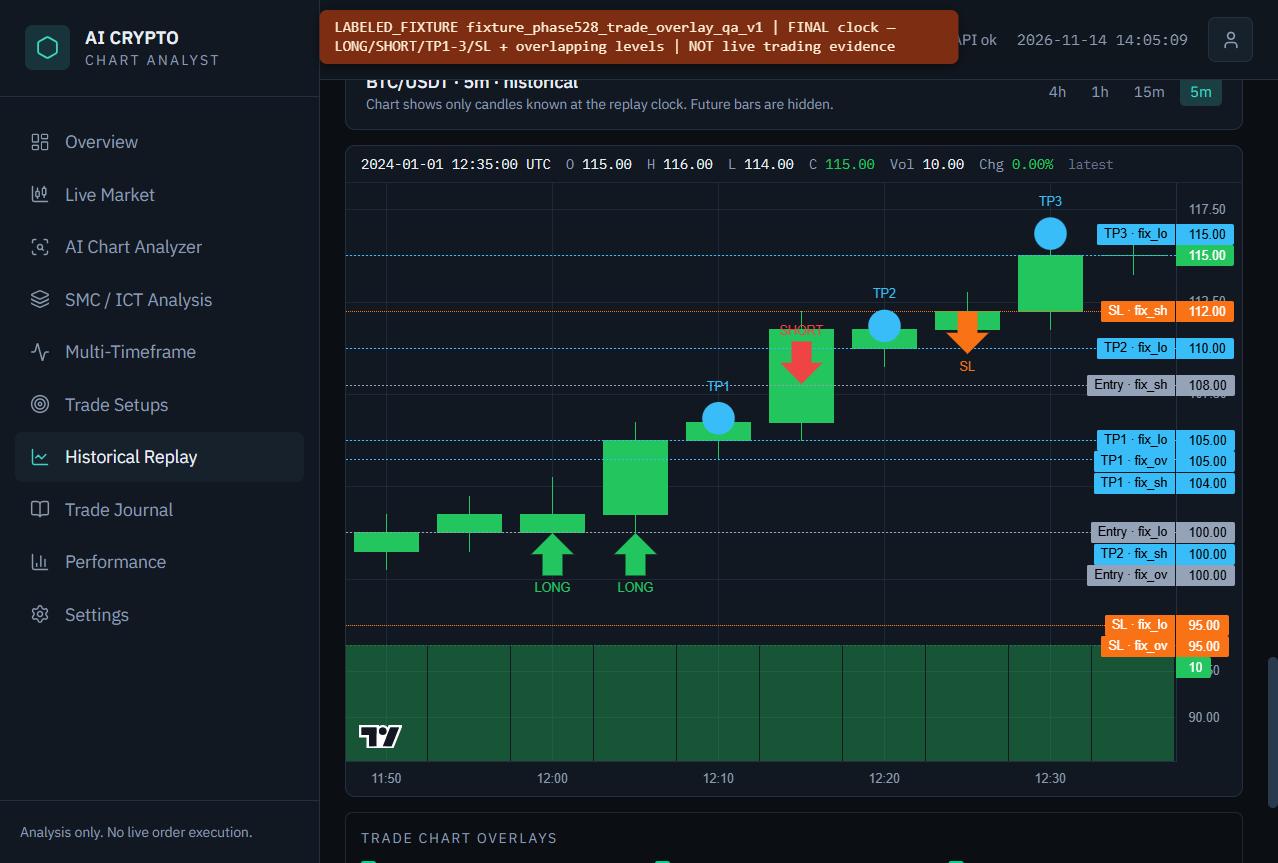 AI CRYPTO
CHART ANALYST
LABELED_FIXTURE fixture_phase528_trade_overlay_qa_v1 | FINAL clock —
LONG/SHORT/TP1-3/SL + overlapping levels | NOT live trading evidence
API ok 2026-11-14 14:05:09
Overview
Live Market
AI Chart Analyzer
SMC / ICT Analysis
Multi-Timeframe
Trade Setups
Historical Replay
Trade Journal
Performance
Settings
Analysis only. No live order execution.
BTC/USDT · 5m · historical
Chart shows only candles known at the replay clock. Future bars are hidden.
4h 1h 15m 5m
2024-01-01 12:35:00 UTC O 115.00 H 116.00 L 114.00 C 115.00 Vol 10.00 Chg 0.00% latest
TP3
117.50
TP3 · fix_lo 115.00
115.00
TP2
SL · fix_sh 112.00
SHORT
TP2 · fix_lo 110.00
SL
TP1
Entry · fix_sh 108.00
TP1 · fix_lo 105.00
TP1 · fix_ov 105.00
TP1 · fix_sh 104.00
Entry · fix_lo 100.00
TP2 · fix_sh 100.00
Entry · fix_ov 100.00
LONG LONG
SL · fix_lo 95.00
SL · fix_ov 95.00
10
90.00
11:50 12:00 12:10 12:20 12:30
TRADE CHART OVERLAYS